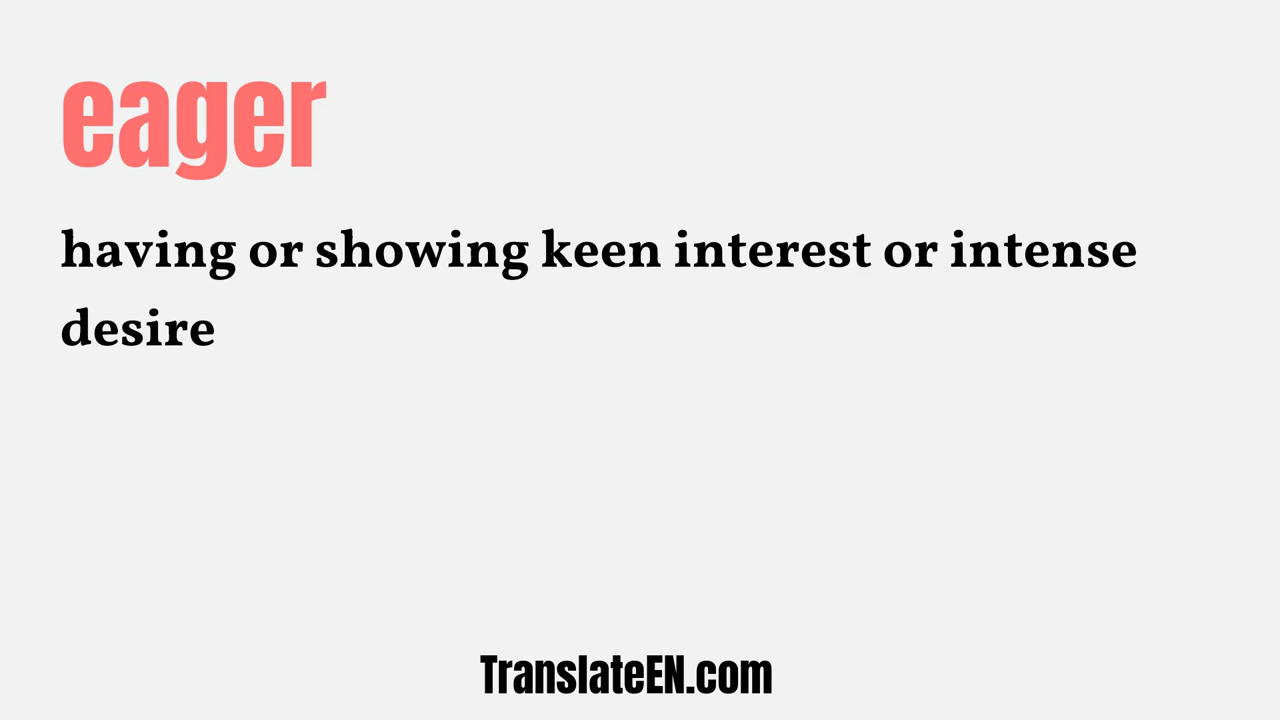 eager
having or showing keen interest or intense
desire
TranslateEN.com